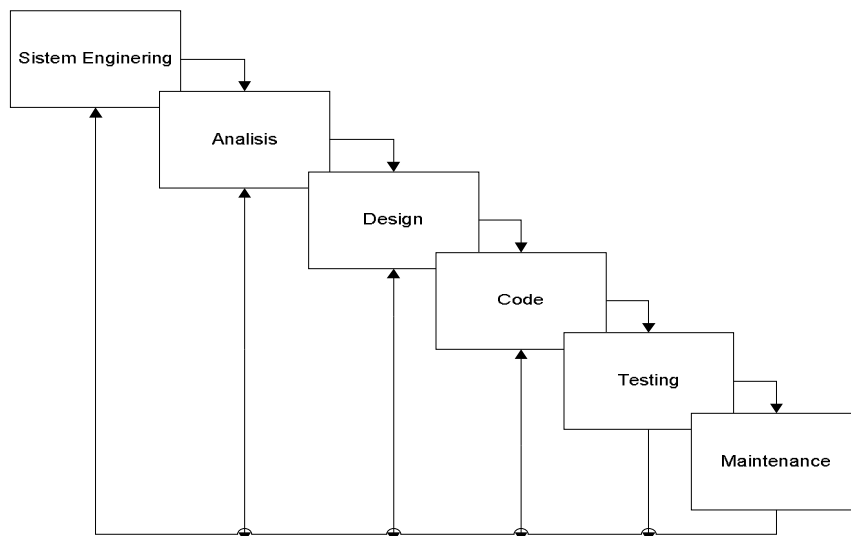 Sistem Enginering
Analisis
Design
Code
Testing
Maintenance